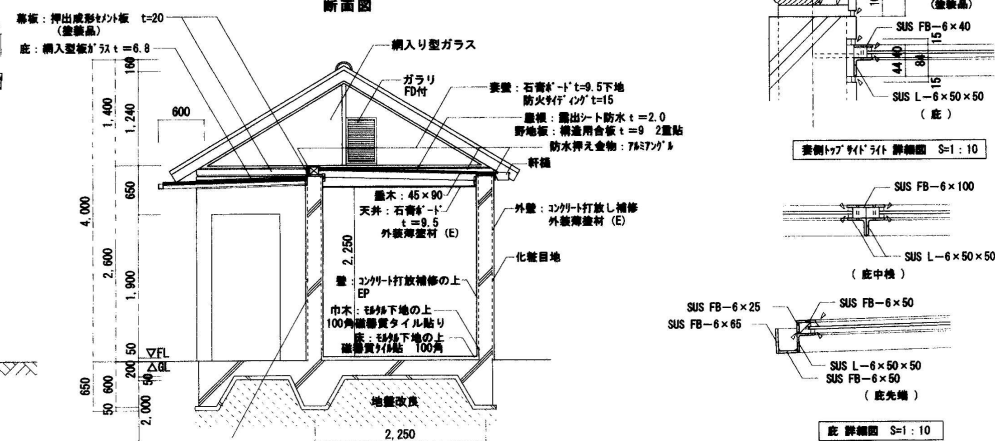 断面図
幕板：押出成形ｾﾒﾝﾄ板 t=20
(塗装品)
庇：網入型板ｶﾞﾗｽ t=6.8
網入り型ガラス
ガラリ
FD付
妻壁：石膏ﾎﾞｰﾄﾞt=9.5下地
防火ｻｲﾃﾞｨﾝｸﾞt=15
屋根：露出ｼｰﾄ防水 t=2.0
野地板：構造用合板 t=9 2重貼
防水押え金物：ｱﾙﾐｱﾝｸﾞﾙ
軒樋
垂木：45×90
天井：石膏ﾎﾞｰﾄﾞ
t=9.5
外装薄塗材 (E)
外壁：ｺﾝｸﾘｰﾄ打放し補修
外装薄塗材 (E)
化粧目地
壁：ｺﾝｸﾘｰﾄ打放補修の上
EP
巾木：ﾓﾙﾀﾙ下地の上
100角磁器質タイル貼り
床：ﾓﾙﾀﾙ下地の上
磁器質ﾀｲﾙ貼 100角
地盤改良
600
160
1,400
1,240
650
4,000
2,600
1,900
50
▽FL
△GL
200
50
650
600
50
2,000
2,250
2,250
(塗装品)
SUS FB-6×40
15
44
40
84
15
SUS L-6×50×50
(庇)
妻側ﾄｯﾌﾟｻｲﾄﾞﾗｲﾄ 詳細図 S=1：10
SUS FB-6×100
SUS L-6×50×50
(庇中桟)
SUS FB-6×25
SUS FB-6×50
SUS FB-6×65
SUS L-6×50×50
SUS FB-6×50
(庇先端)
庇 詳細図 S=1：10